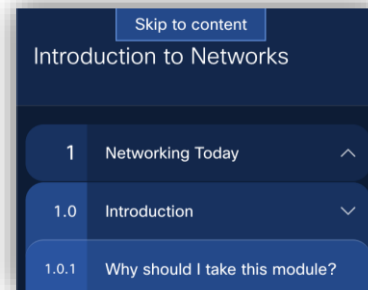 Skip to content
Introduction to Networks
1 Networking Today
1.0 Introduction
1.0.1 Why should I take this module?